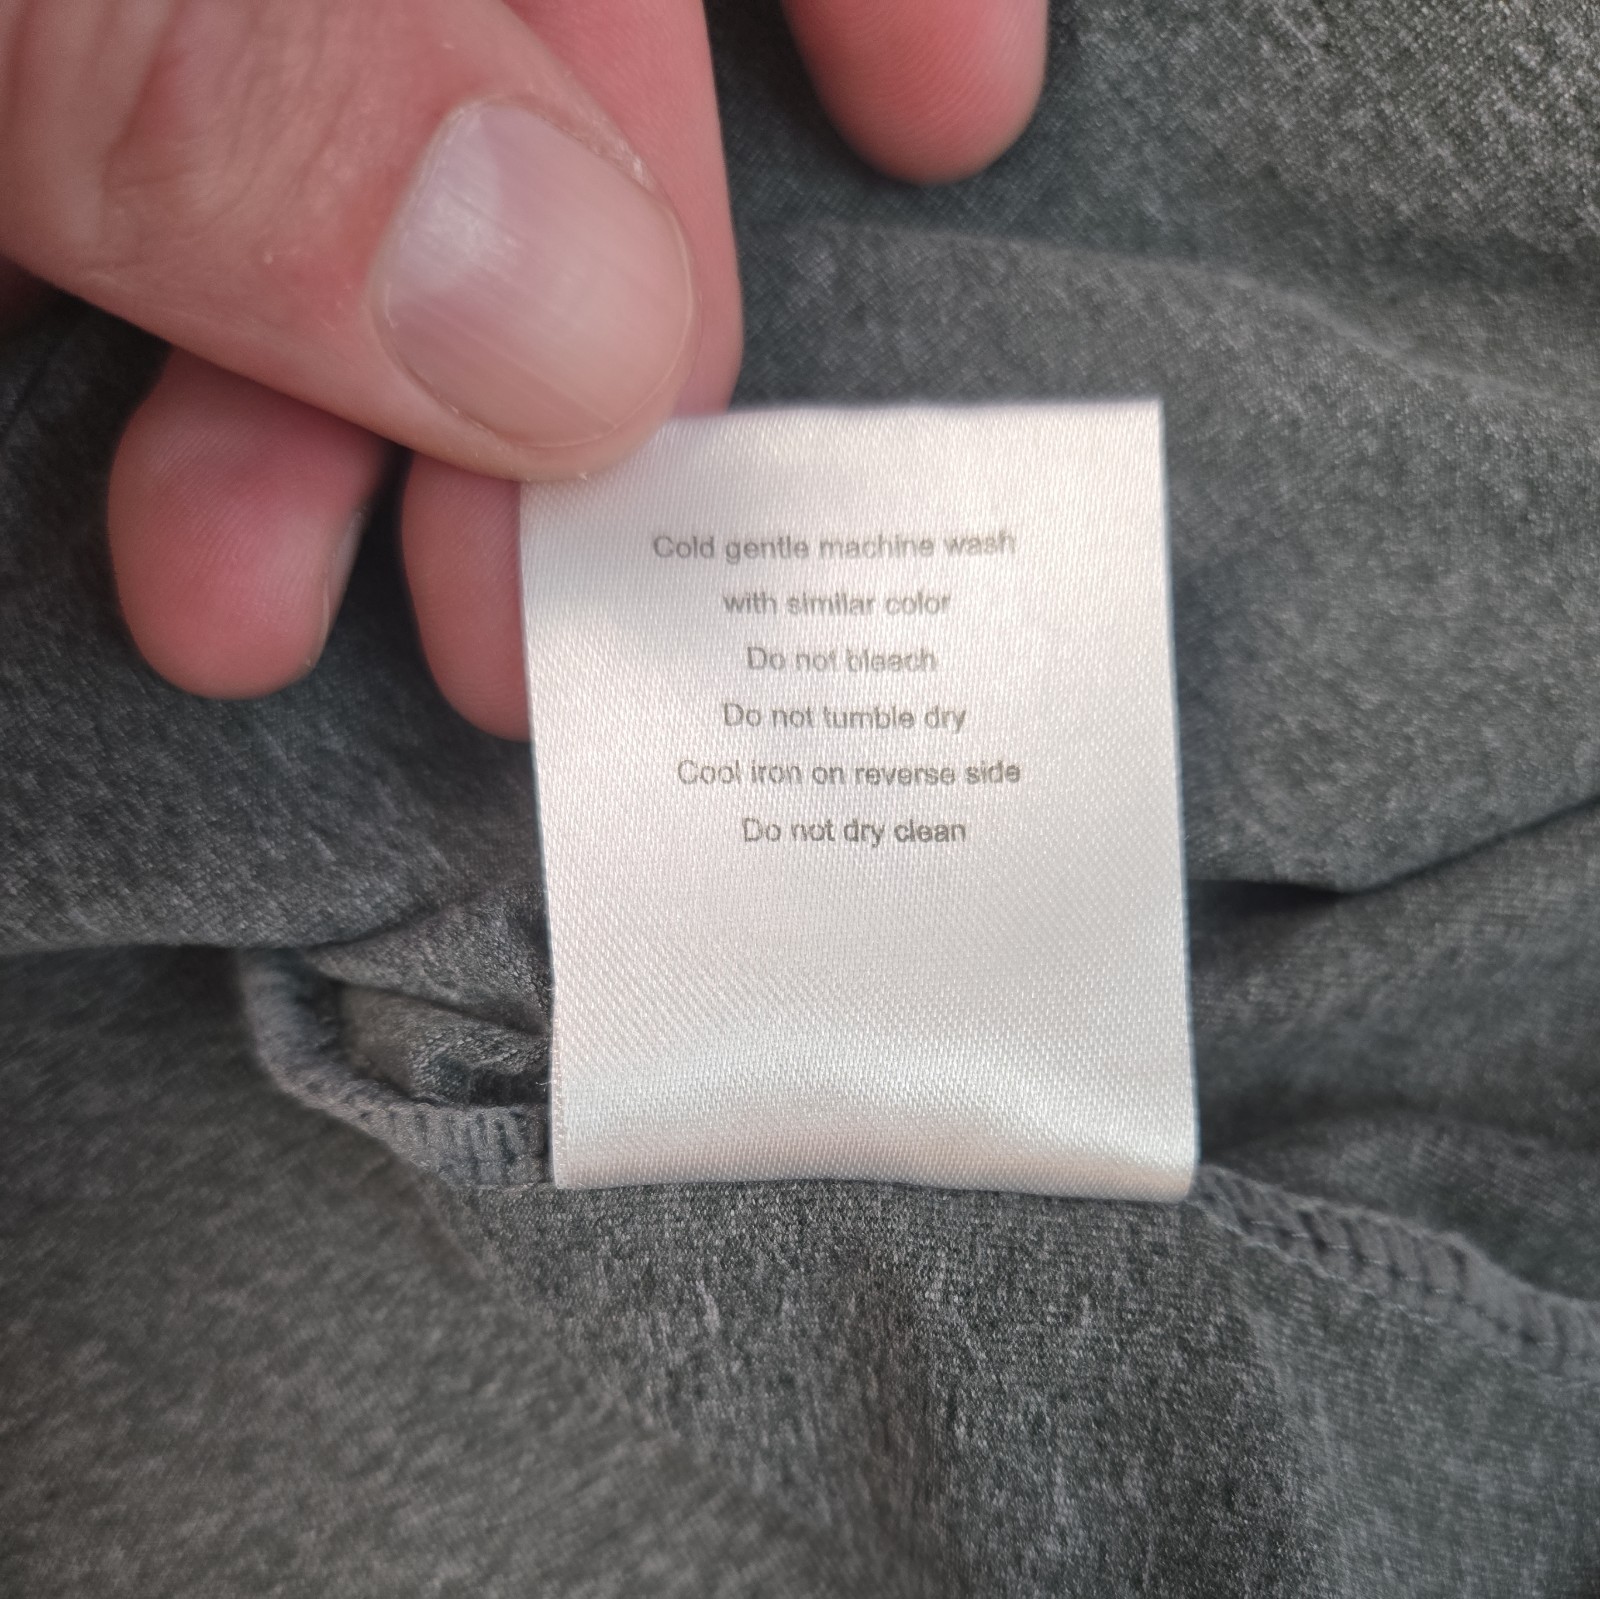 Cold gentle machine wash
with similar color
Do not bleach
Do not tumble dry
Cool iron on reverse side
Do not dry clean